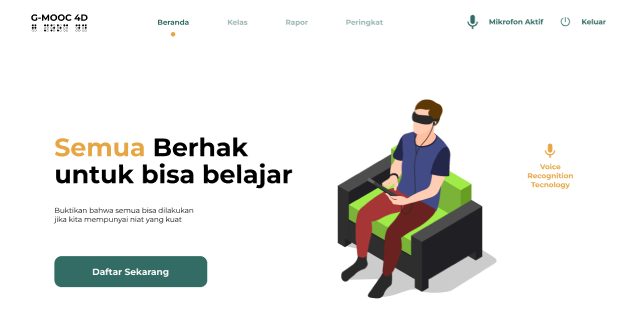 G-MOOC 4D
Beranda
Kelas
Rapor
Peringkat
Mikrofon Aktif
Keluar
Semua Berhak
untuk bisa belajar
Buktikan bahwa semua bisa dilakukan
jika kita mempunyai niat yang kuat
Daftar Sekarang
Voice
Recognition
Tecnology